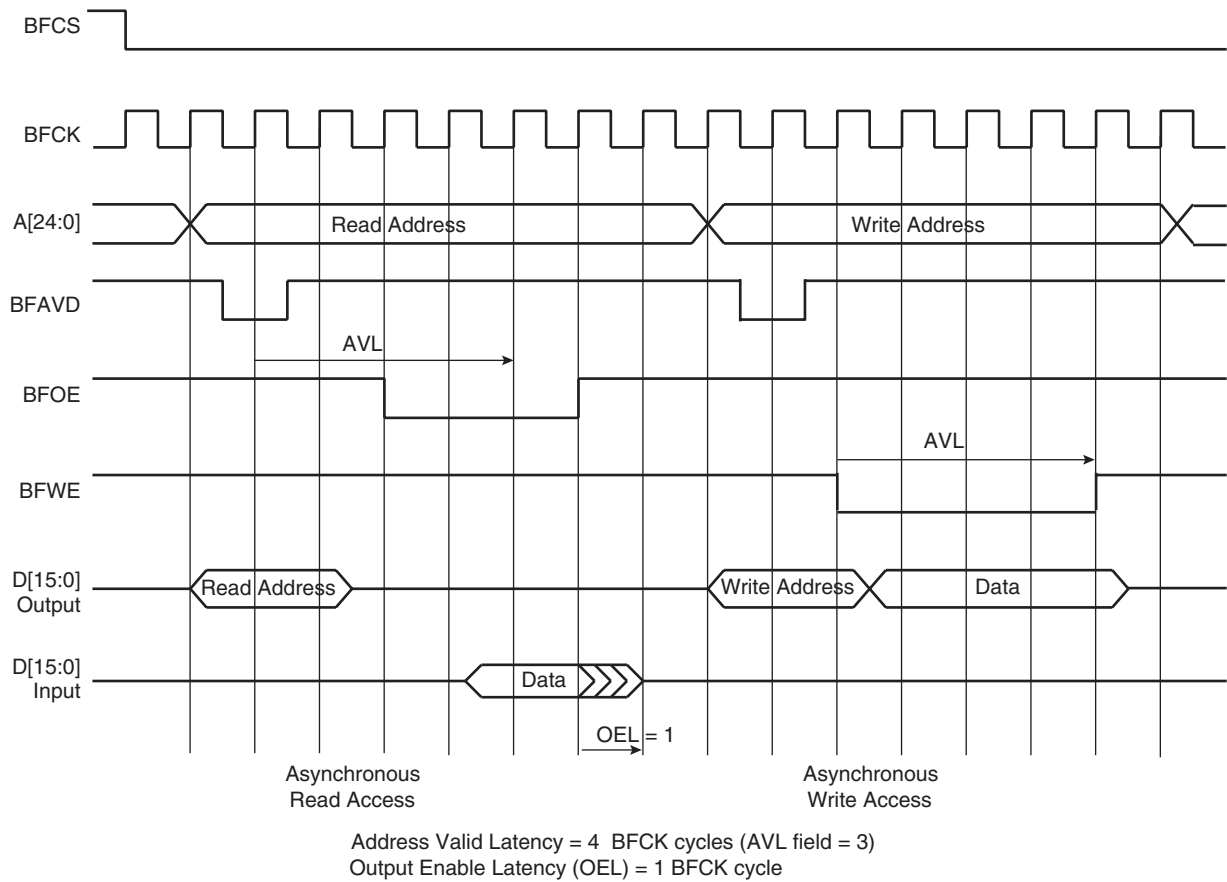 BFCS
BFCK
A[24:0]
Read Address
Write Address
BFAVD
AVL
BFOE
AVL
BFWE
D[15:0]
Output
Read Address
Write Address
Data
D[15:0]
Input
Data
OEL = 1
Asynchronous
Read Access
Asynchronous
Write Access
Address Valid Latency = 4 BFCK cycles (AVL field = 3)
Output Enable Latency (OEL) = 1 BFCK cycle